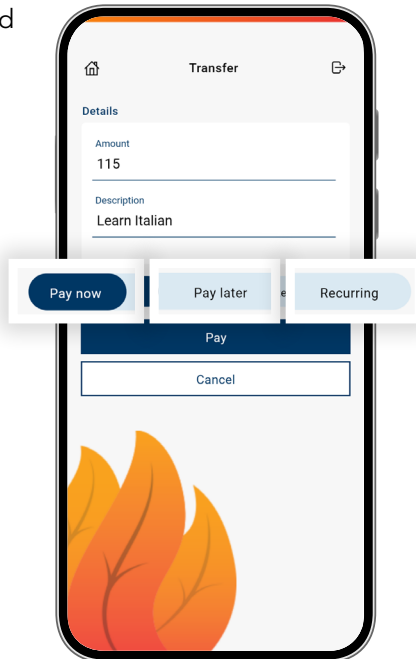 d
Transfer
Details
Amount
115
Description
Learn Italian
Pay now
Pay later
e
Recurring
Pay
Cancel